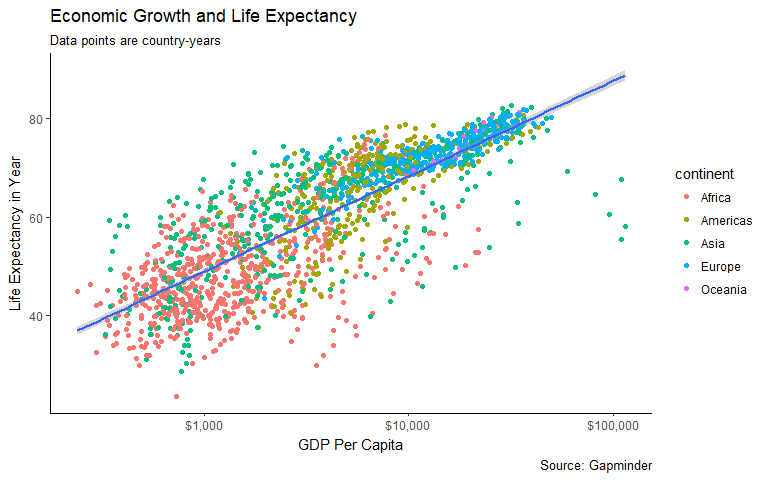 Economic Growth and Life Expectancy
Data points are country-years
80
60
40
Life Expectancy in Year
$1,000
$10,000
$100,000
GDP Per Capita
continent
Africa
Americas
Asia
Europe
Oceania
Source: Gapminder